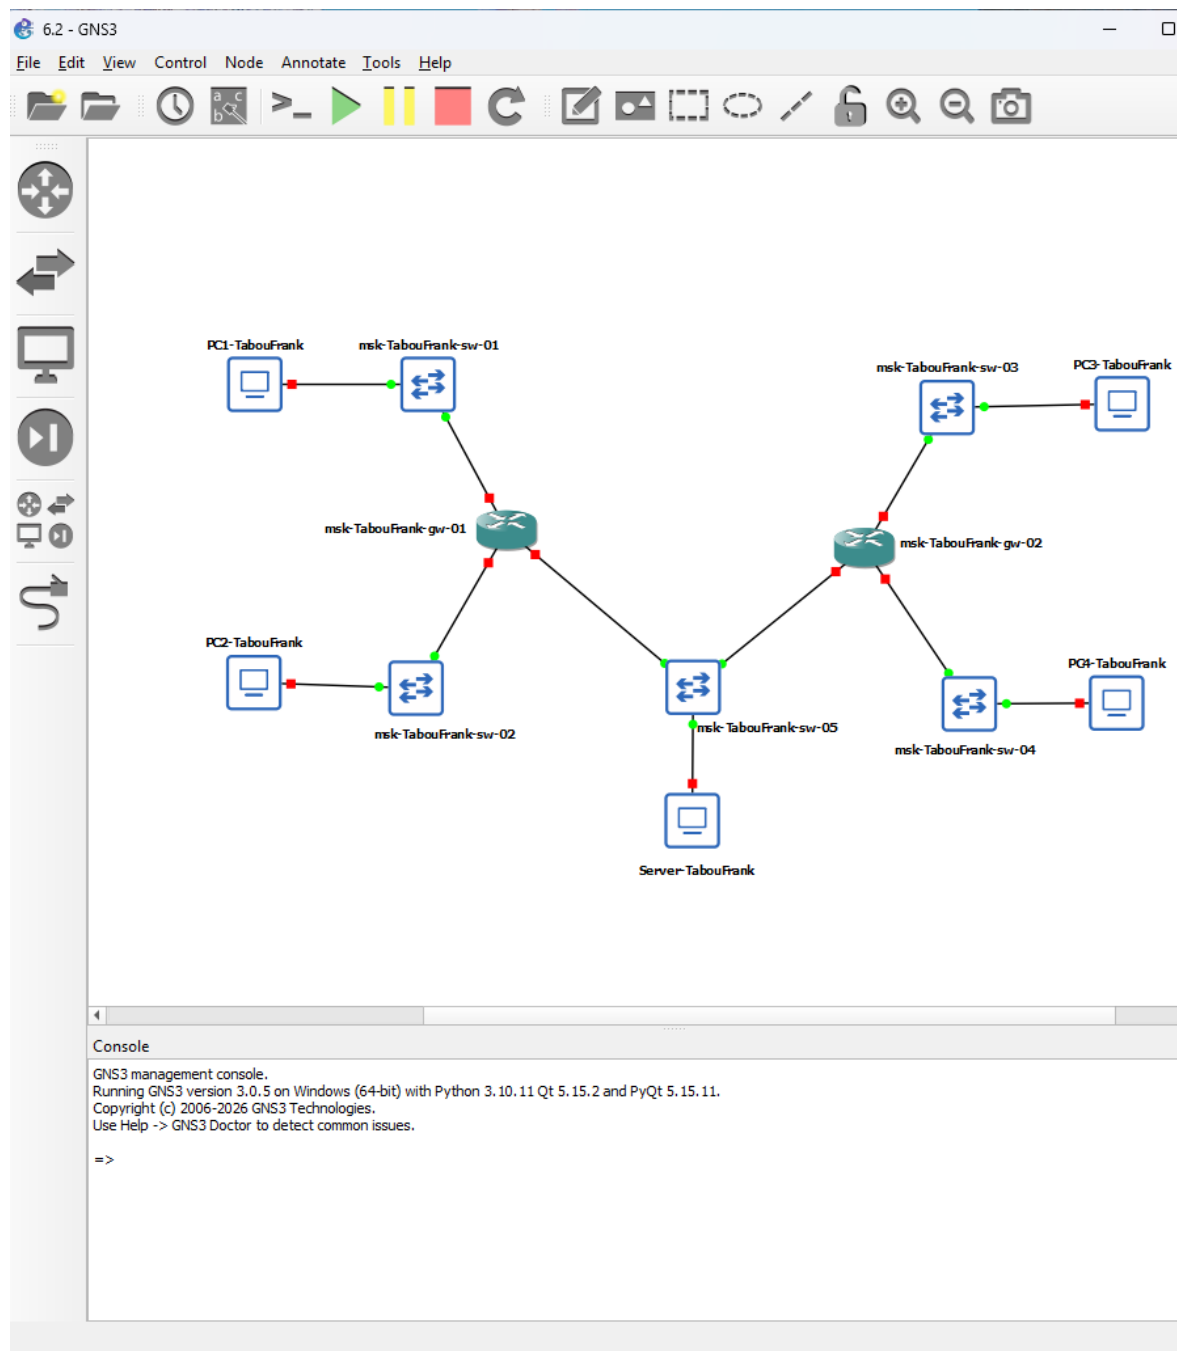 6.2 - GNS3
File Edit View Control Node Annotate Tools Help
PC1-TabouFrank
msk-TabouFrank-sw-01
msk-TabouFrank-sw-03
PC3-TabouFrank
msk-TabouFrank-gw-01
msk-TabouFrank-gw-02
PC2-TabouFrank
msk-TabouFrank-sw-02
msk-TabouFrank-sw-05
PC4-TabouFrank
msk-TabouFrank-sw-04
Server-TabouFrank
Console
GNS3 management console.
Running GNS3 version 3.0.5 on Windows (64-bit) with Python 3.10.11 Qt 5.15.2 and PyQt 5.15.11.
Copyright (c) 2006-2026 GNS3 Technologies.
Use Help -> GNS3 Doctor to detect common issues.
=>